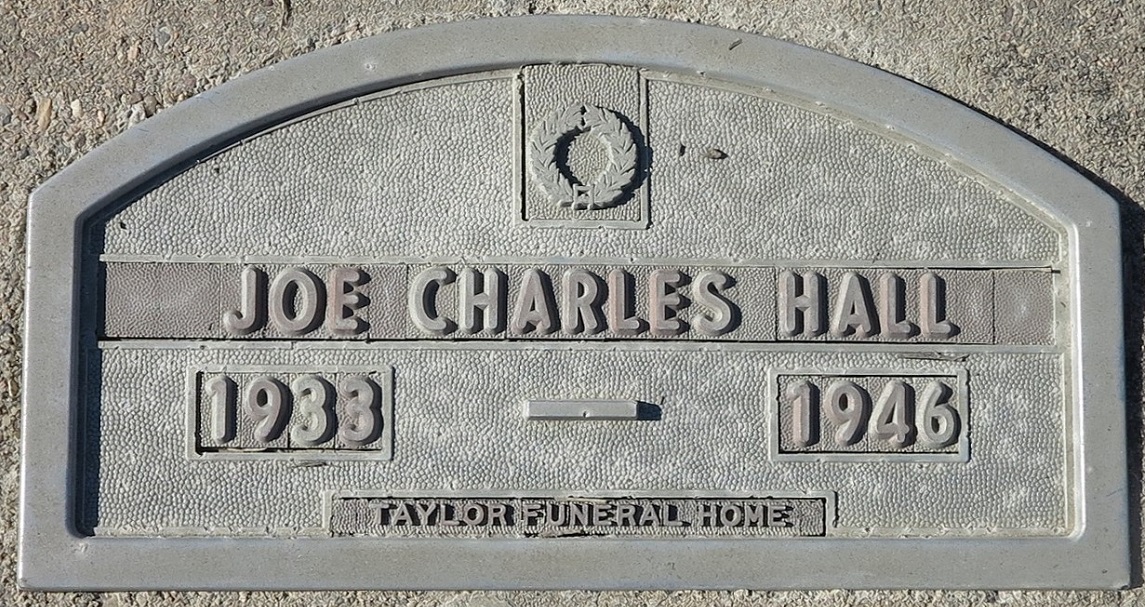 JOE CHARLES HALL
1933 — 1946
TAYLOR FUNERAL HOME